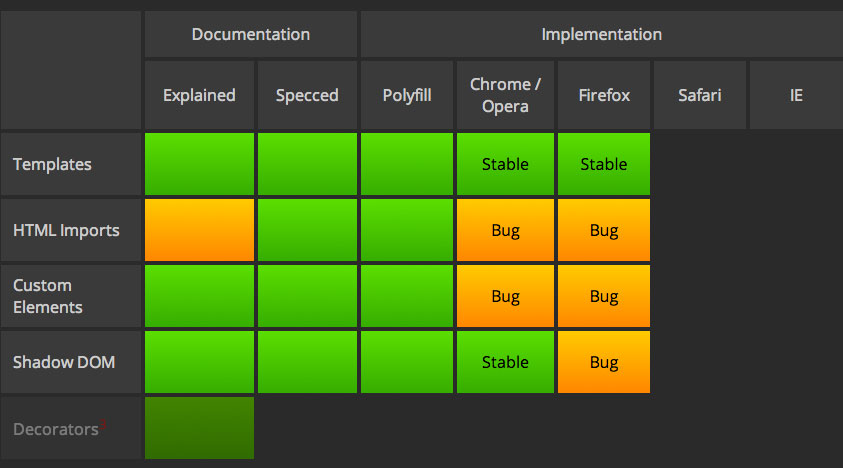 Documentation Implementation
Explained Specced Polyfill Chrome / Firefox Safari IE
Opera
Templates Stable Stable
HTML Imports Bug Bug
Custom Bug Bug
Elements
Shadow DOM Stable Bug
Decorators